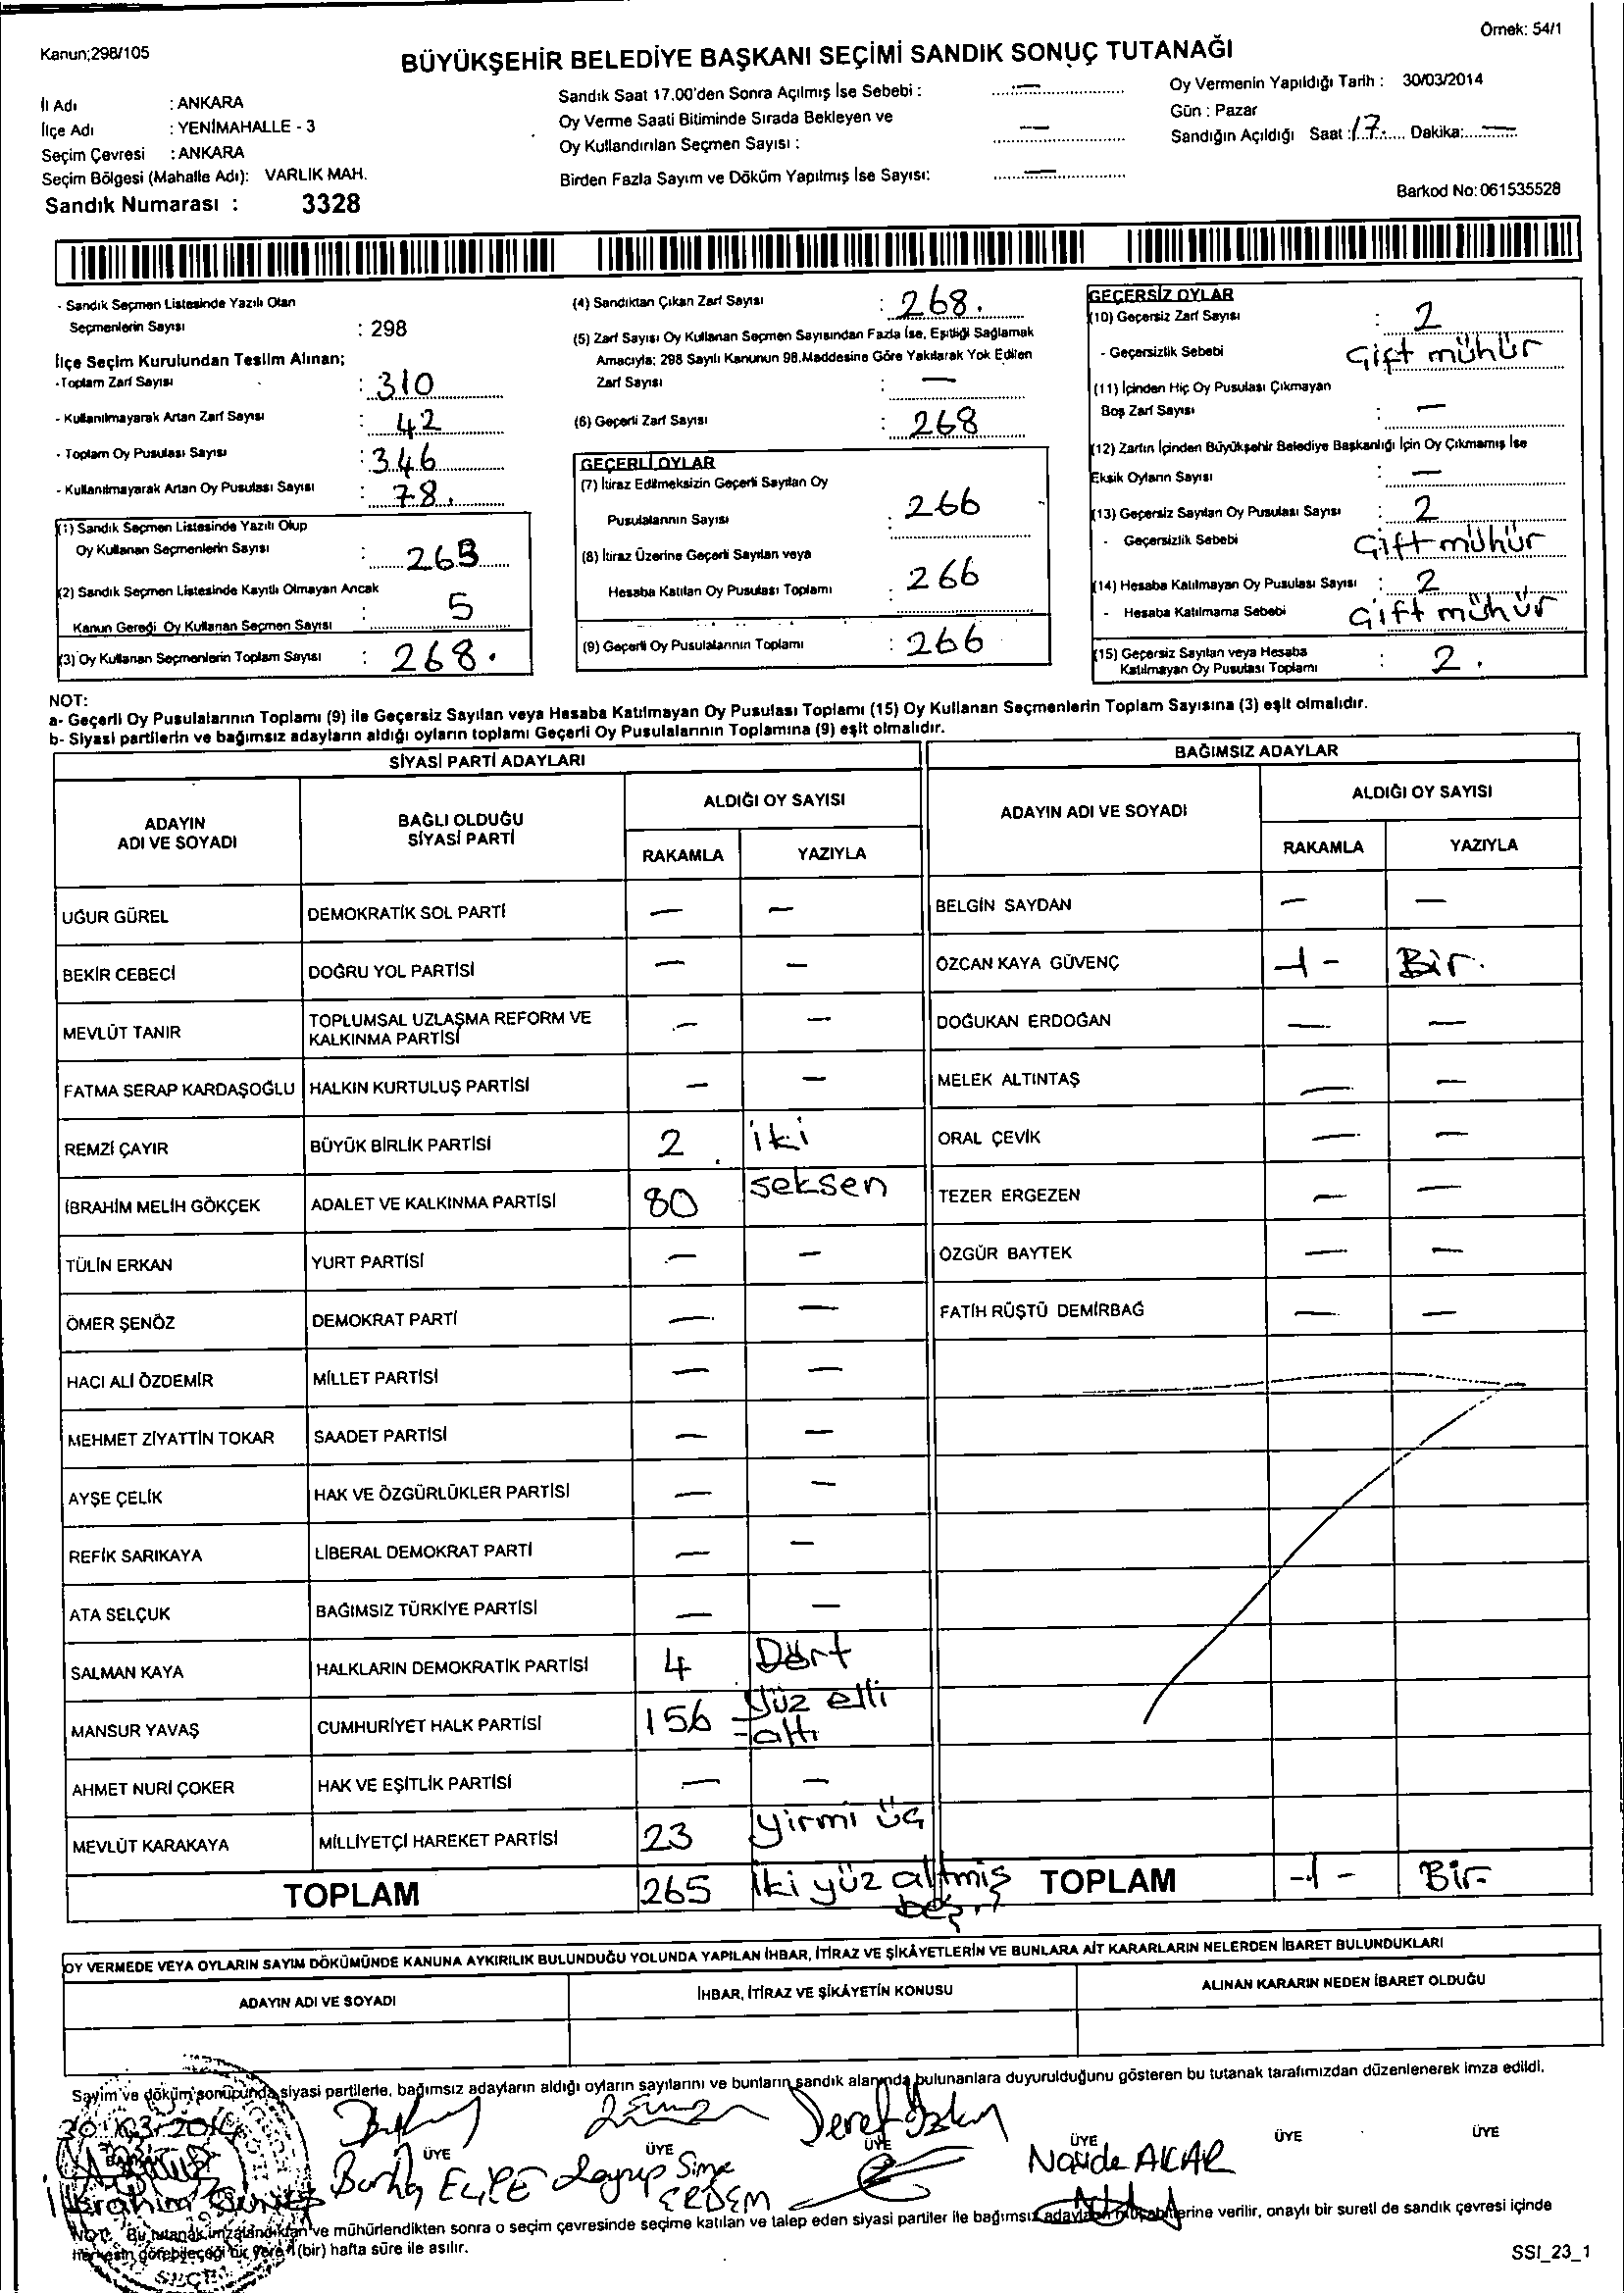 Örnek: 54/1
Kanun;298/105
BÜYÜKŞEHİR BELEDİYE BAŞKANI SEÇİMİ SANDIK SONUÇ TUTANAĞI
İl Adı : ANKARA
İlçe Adı : YENİMAHALLE - 3
Seçim Çevresi : ANKARA
Seçim Bölgesi (Mahalle Adı): VARLIK MAH.
Sandık Numarası : 3328
Sandık Saat 17.00'den Sonra Açılmış İse Sebebi : —
Oy Verme Saati Bitiminde Sırada Bekleyen ve
Oy Kullandırılan Seçmen Sayısı : —
Birden Fazla Sayım ve Döküm Yapılmış İse Sayısı: —
Oy Vermenin Yapıldığı Tarih : 30/03/2014
Gün : Pazar
Sandığın Açıldığı Saat : 17 Dakika: —
Barkod No: 061535528
- Sandık Seçmen Listesinde Yazılı Olan
Seçmenlerin Sayısı : 298
İlçe Seçim Kurulundan Teslim Alınan;
- Toplam Zarf Sayısı : 310
- Kullanılmayarak Artan Zarf Sayısı : 42
- Toplam Oy Pusulası Sayısı : 346
- Kullanılmayarak Artan Oy Pusulası Sayısı : 78.
(1) Sandık Seçmen Listesinde Yazılı Olup
Oy Kullanan Seçmenlerin Sayısı : 263
(2) Sandık Seçmen Listesinde Kayıtlı Olmayan Ancak
Kanun Gereği Oy Kullanan Seçmen Sayısı : 5
(3) Oy Kullanan Seçmenlerin Toplam Sayısı : 268.
(4) Sandıktan Çıkan Zarf Sayısı : 268.
(5) Zarf Sayısı Oy Kullanan Seçmen Sayısından Fazla İse, Eşitliği Sağlamak
Amacıyla; 298 Sayılı Kanunun 98.Maddesine Göre Yakılarak Yok Edilen
Zarf Sayısı : —
(6) Geçerli Zarf Sayısı : 268
GEÇERLİ OYLAR
(7) İtiraz Edilmeksizin Geçerli Sayılan Oy
Pusulalarının Sayısı : 266
(8) İtiraz Üzerine Geçerli Sayılan veya
Hesaba Katılan Oy Pusulası Toplamı : 266
(9) Geçerli Oy Pusulalarının Toplamı : 266
GEÇERSİZ OYLAR
(10) Geçersiz Zarf Sayısı : 2
- Geçersizlik Sebebi Çift mühür
(11) İçinden Hiç Oy Pusulası Çıkmayan
Boş Zarf Sayısı : —
(12) Zarfın İçinden Büyükşehir Belediye Başkanlığı İçin Oy Çıkmamış İse
Eksik Oyların Sayısı : —
(13) Geçersiz Sayılan Oy Pusulası Sayısı : 2
- Geçersizlik Sebebi Çift mühür
(14) Hesaba Katılmayan Oy Pusulası Sayısı : 2
- Hesaba Katılmama Sebebi Çift mühür
(15) Geçersiz Sayılan veya Hesaba
Katılmayan Oy Pusulası Toplamı : 2.
NOT:
a- Geçerli Oy Pusulalarının Toplamı (9) ile Geçersiz Sayılan veya Hesaba Katılmayan Oy Pusulası Toplamı (15) Oy Kullanan Seçmenlerin Toplam Sayısına (3) eşit olmalıdır.
b- Siyasi partilerin ve bağımsız adayların aldığı oyların toplamı Geçerli Oy Pusulalarının Toplamına (9) eşit olmalıdır.
SİYASİ PARTİ ADAYLARI
ADAYIN ADI VE SOYADI
BAĞLI OLDUĞU SİYASİ PARTİ
ALDIĞI OY SAYISI
RAKAMLA YAZIYLA
UĞUR GÜREL DEMOKRATİK SOL PARTİ — —
BEKİR CEBECİ DOĞRU YOL PARTİSİ — —
MEVLÜT TANIR TOPLUMSAL UZLAŞMA REFORM VE KALKINMA PARTİSİ — —
FATMA SERAP KARDAŞOĞLU HALKIN KURTULUŞ PARTİSİ — —
REMZİ ÇAYIR BÜYÜK BİRLİK PARTİSİ 2 iki
İBRAHİM MELİH GÖKÇEK ADALET VE KALKINMA PARTİSİ 80 seksen
TÜLİN ERKAN YURT PARTİSİ — —
ÖMER ŞENÖZ DEMOKRAT PARTİ — —
HACI ALİ ÖZDEMİR MİLLET PARTİSİ — —
MEHMET ZİYATTİN TOKAR SAADET PARTİSİ — —
AYŞE ÇELİK HAK VE ÖZGÜRLÜKLER PARTİSİ — —
REFİK SARIKAYA LİBERAL DEMOKRAT PARTİ — —
ATA SELÇUK BAĞIMSIZ TÜRKİYE PARTİSİ — —
SALMAN KAYA HALKLARIN DEMOKRATİK PARTİSİ 4 Dört
MANSUR YAVAŞ CUMHURİYET HALK PARTİSİ 156 Yüz elli altı
AHMET NURİ ÇOKER HAK VE EŞİTLİK PARTİSİ — —
MEVLÜT KARAKAYA MİLLİYETÇİ HAREKET PARTİSİ 23 yirmi üç
TOPLAM 265 İki yüz altmış beş
BAĞIMSIZ ADAYLAR
ADAYIN ADI VE SOYADI
ALDIĞI OY SAYISI
RAKAMLA YAZIYLA
BELGİN SAYDAN — —
ÖZCAN KAYA GÜVENÇ -1- Bir.
DOĞUKAN ERDOĞAN — —
MELEK ALTINTAŞ — —
ORAL ÇEVİK — —
TEZER ERGEZEN — —
ÖZGÜR BAYTEK — —
FATİH RÜŞTÜ DEMİRBAĞ — —
TOPLAM -1- Bir-
OY VERMEDE VEYA OYLARIN SAYIM DÖKÜMÜNDE KANUNA AYKIRILIK BULUNDUĞU YOLUNDA YAPILAN İHBAR, İTİRAZ VE ŞİKÂYETLERİN VE BUNLARA AİT KARARLARIN NELERDEN İBARET BULUNDUKLARI
ADAYIN ADI VE SOYADI İHBAR, İTİRAZ VE ŞİKÂYETİN KONUSU ALINAN KARARIN NEDEN İBARET OLDUĞU
Sayim ve döküm sonucunda siyasi partilerle, bağımsız adayların aldığı oyların sayılarını ve bunların sandık alanında bulunanlara duyurulduğunu gösteren bu tutanak tarafımızdan düzenlenerek imza edildi.
30.03.2014
ÜYE ÜYE ÜYE ÜYE ÜYE ÜYE
İbrahim
ERDEM
AKAR
NOT: Bu tutanak imzalandıktan ve mühürlendikten sonra o seçim çevresinde seçime katılan ve talep eden siyasi partiler ile bağımsız adayların müşahitlerine verilir, onaylı bir sureti de sandık çevresi içinde
herkesin görebileceği bir yere 1 (bir) hafta süre ile asılır.
SSI_23_1